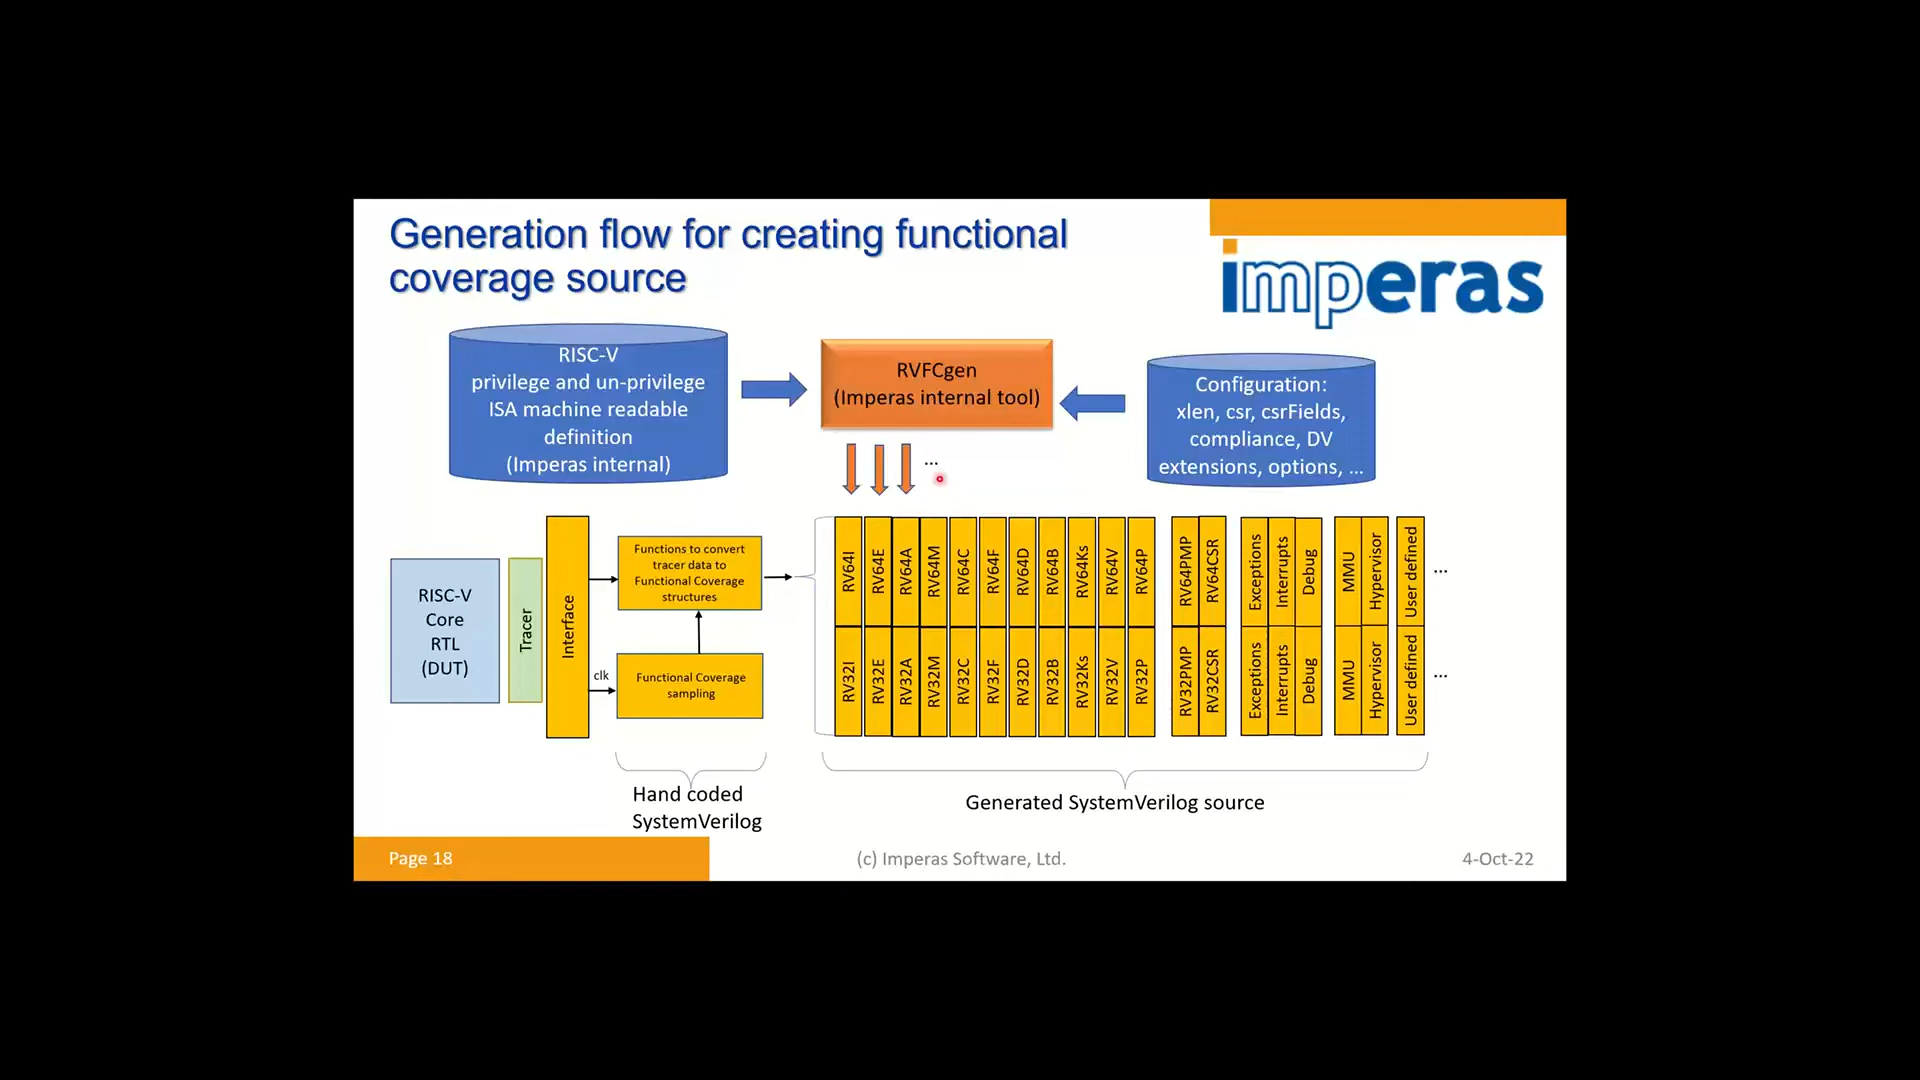 Generation flow for creating functional
coverage source
imperas
RISC-V
privilege and un-privilege
ISA machine readable
definition
(Imperas internal)
RVFCgen
(Imperas internal tool)
Configuration:
xlen, csr, csrFields,
compliance, DV
extensions, options, ...
...
RISC-V
Core
RTL
(DUT)
Tracer
Interface
clk
Functions to convert
tracer data to
Functional Coverage
structures
Functional Coverage
sampling
RV64I
RV64E
RV64A
RV64M
RV64C
RV64F
RV64D
RV64B
RV64Ks
RV64V
RV64P
RV64PMP
RV64CSR
Exceptions
Interrupts
Debug
MMU
Hypervisor
User defined
...
RV32I
RV32E
RV32A
RV32M
RV32C
RV32F
RV32D
RV32B
RV32Ks
RV32V
RV32P
RV32PMP
RV32CSR
Exceptions
Interrupts
Debug
MMU
Hypervisor
User defined
...
Hand coded
SystemVerilog
Generated SystemVerilog source
Page 18
(c) Imperas Software, Ltd.
4-Oct-22